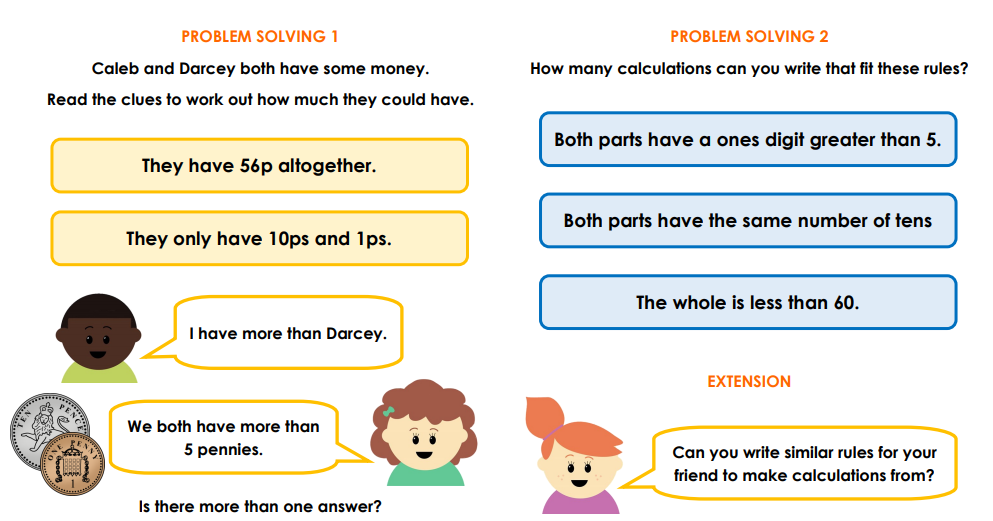 PROBLEM SOLVING 1
Caleb and Darcey both have some money.
Read the clues to work out how much they could have.
They have 56p altogether.
They only have 10ps and 1ps.
I have more than Darcey.
TEN PENCE
ONE PENNY
1
We both have more than
5 pennies.
Is there more than one answer?
PROBLEM SOLVING 2
How many calculations can you write that fit these rules?
Both parts have a ones digit greater than 5.
Both parts have the same number of tens
The whole is less than 60.
EXTENSION
Can you write similar rules for your
friend to make calculations from?